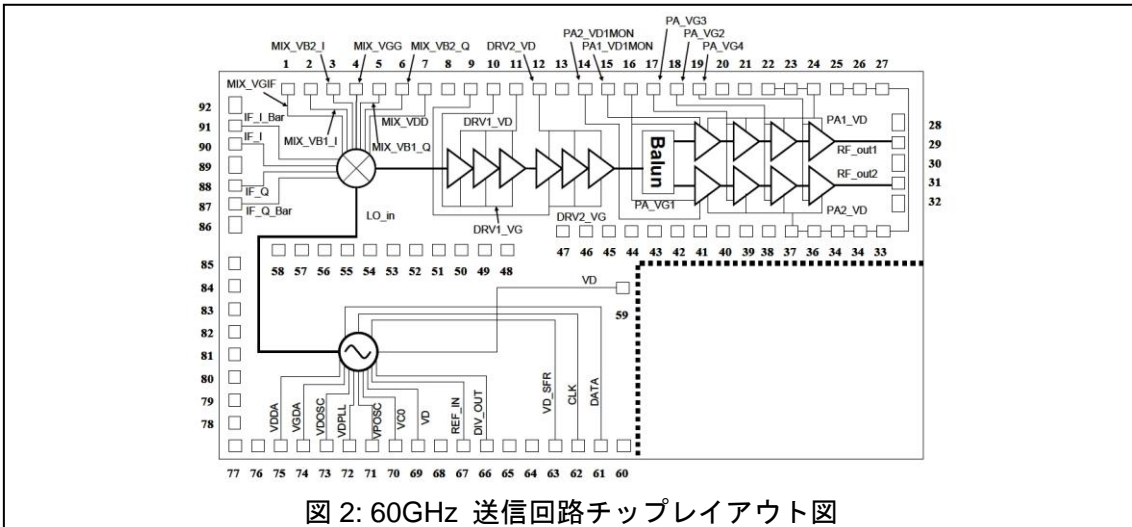 PA_VG3
MIX_VB2_I MIX_VGG MIX_VB2_Q DRV2_VD PA2_VD1MON PA_VG2
PA1_VD1MON PA_VG4
1 2 3 4 5 6 7 8 9 10 11 12 13 14 15 16 17 18 19 20 21 22 23 24 25 26 27
MIX_VGIF
92
IF_I_Bar
91
MIX_VB1_I
MIX_VDD
MIX_VB1_Q
DRV1_VD
PA1_VD
28
IF_I
90
Balun
RF_out1
29
89
30
88
IF_Q
RF_out2
31
87
IF_Q_Bar
PA_VG1
PA2_VD
32
86
LO_in
DRV1_VG
DRV2_VG
58 57 56 55 54 53 52 51 50 49 48
47 46 45 44 43 42 41 40 39 38 37 36 34 34 33
85
84
83
82
81
80
79
78
VD
59
VDDA
VGDA
VDOSC
VDPLL
VPOSC
VC0
VD
REF_IN
DIV_OUT
VD_SFR
CLK
DATA
77 76 75 74 73 72 71 70 69 68 67 66 65 64 63 62 61 60
図 2: 60GHz 送信回路チップレイアウト図